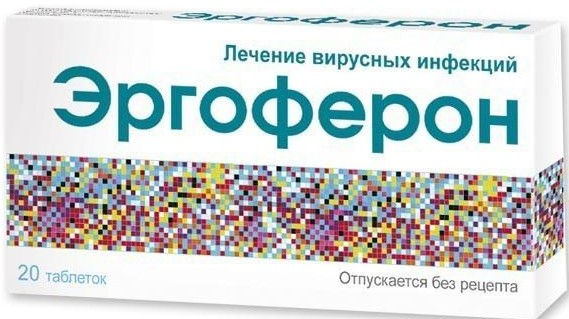 Лечение вирусных инфекций
Эргоферон
20 таблеток
Отпускается без рецепта